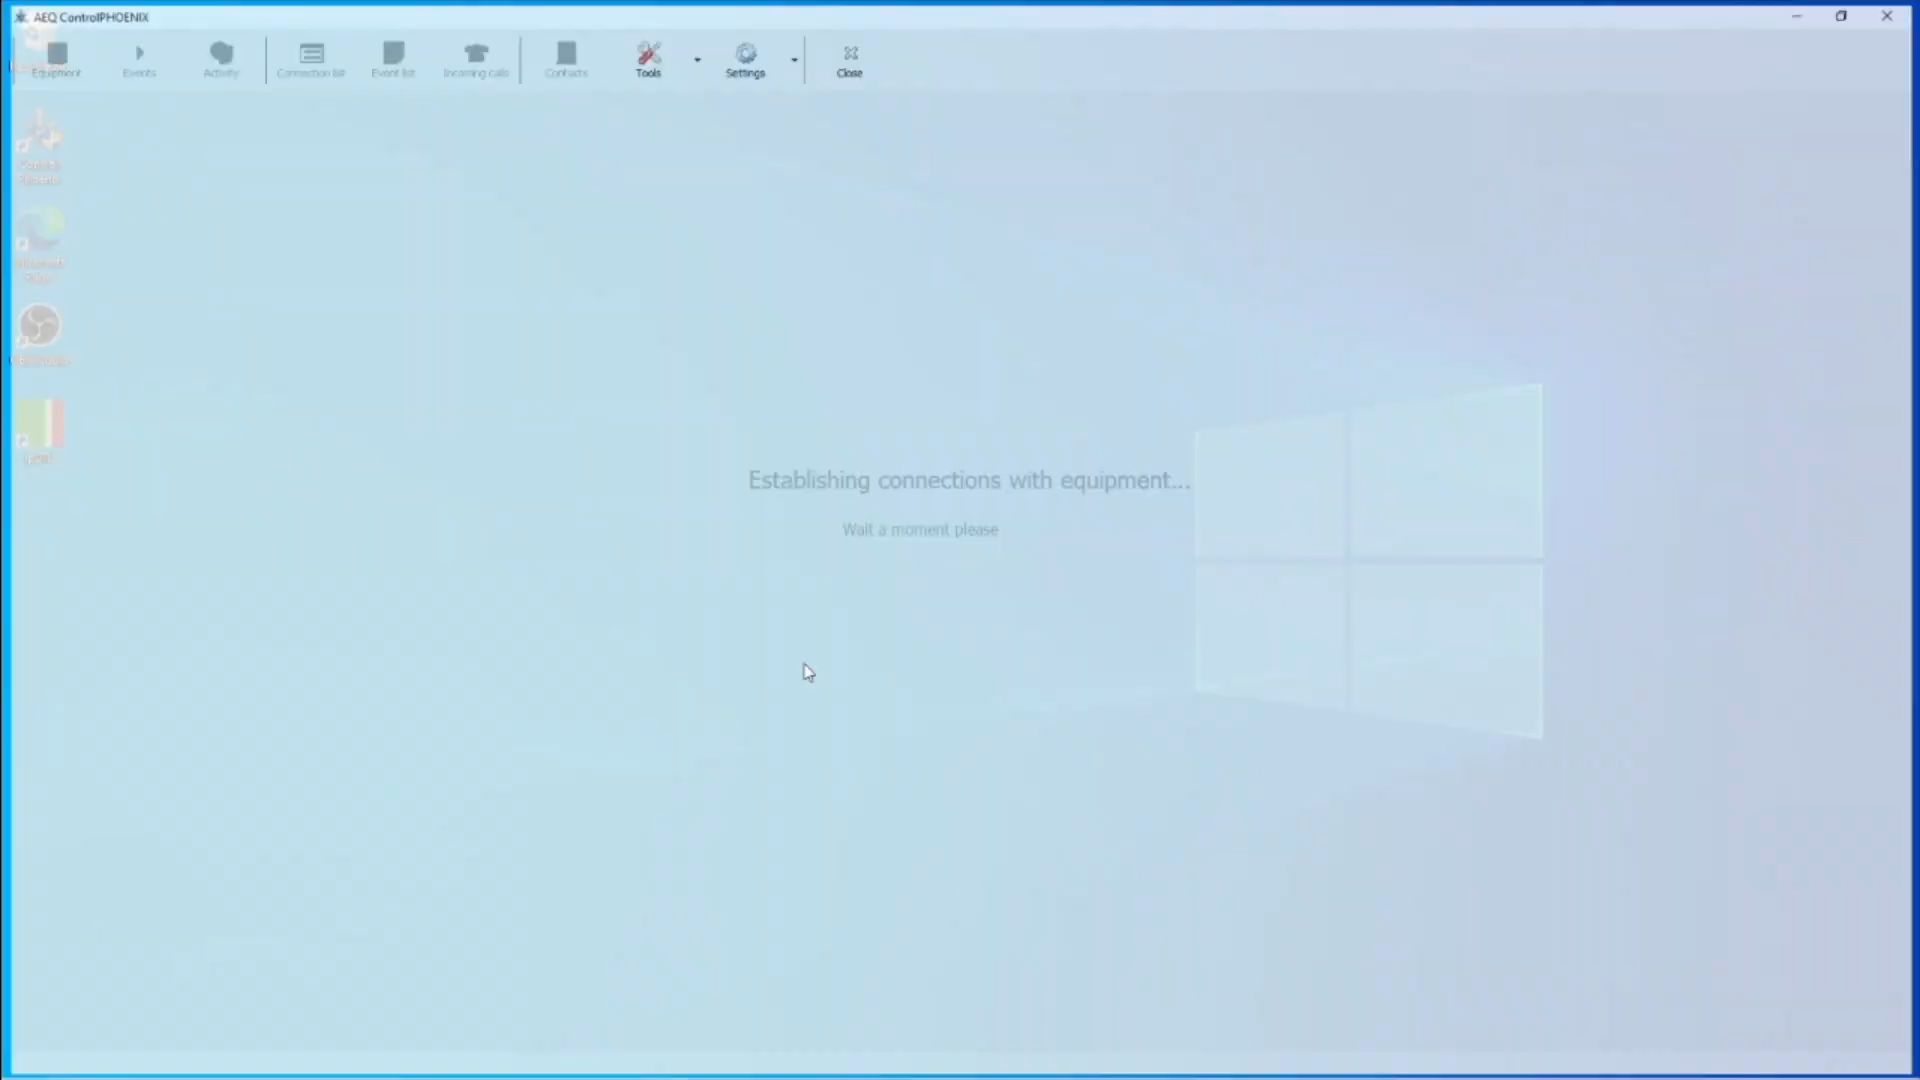 AEQ ControlPHOENIX
Equipment Events Activity Connection list Event list Incoming calls Contacts Tools Settings Close
Establishing connections with equipment...
Wait a moment please